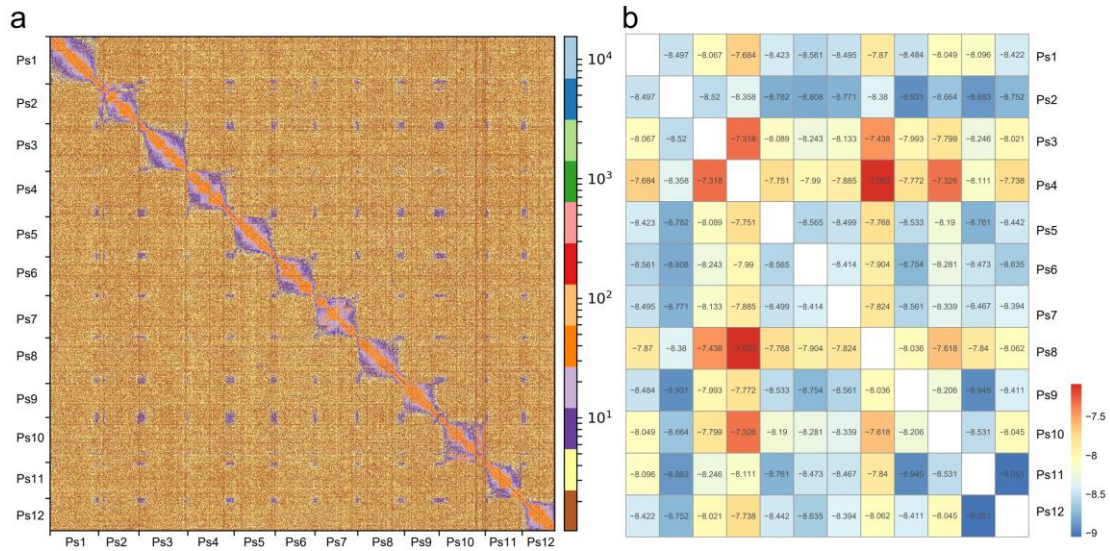 a
Ps1
Ps2
Ps3
Ps4
Ps5
Ps6
Ps7
Ps8
Ps9
Ps10
Ps11
Ps12
Ps1 Ps2 Ps3 Ps4 Ps5 Ps6 Ps7 Ps8 Ps9 Ps10 Ps11 Ps12
10⁴
10³
10²
10¹
b
−8.497 −8.067 −7.684 −8.423 −8.561 −8.495 −7.87 −8.484 −8.049 −8.096 −8.422 Ps1
−8.497 −8.52 −8.358 −8.782 −8.808 −8.771 −8.38 −8.931 −8.664 −8.883 −8.752 Ps2
−8.067 −8.52 −7.318 −8.089 −8.243 −8.133 −7.438 −7.993 −7.799 −8.246 −8.021 Ps3
−7.684 −8.358 −7.318 −7.751 −7.99 −7.885 −7.772 −7.326 −8.111 −7.738 Ps4
−8.423 −8.782 −8.089 −7.751 −8.565 −8.499 −7.768 −8.533 −8.19 −8.761 −8.442 Ps5
−8.561 −8.808 −8.243 −7.99 −8.565 −8.414 −7.904 −8.754 −8.281 −8.473 −8.635 Ps6
−8.495 −8.771 −8.133 −7.885 −8.499 −8.414 −7.824 −8.561 −8.339 −8.467 −8.394 Ps7
−7.87 −8.38 −7.438 −7.768 −7.904 −7.824 −8.036 −7.618 −7.84 −8.062 Ps8
−8.484 −8.931 −7.993 −7.772 −8.533 −8.754 −8.561 −8.036 −8.206 −8.945 −8.411 Ps9
−8.049 −8.664 −7.799 −7.326 −8.19 −8.281 −8.339 −7.618 −8.206 −8.531 −8.045 Ps10
−8.096 −8.883 −8.246 −8.111 −8.761 −8.473 −8.467 −7.84 −8.945 −8.531 −9.051 Ps11
−8.422 −8.752 −8.021 −7.738 −8.442 −8.635 −8.394 −8.062 −8.411 −8.045 −9.051 Ps12
-7.5
-8
-8.5
-9